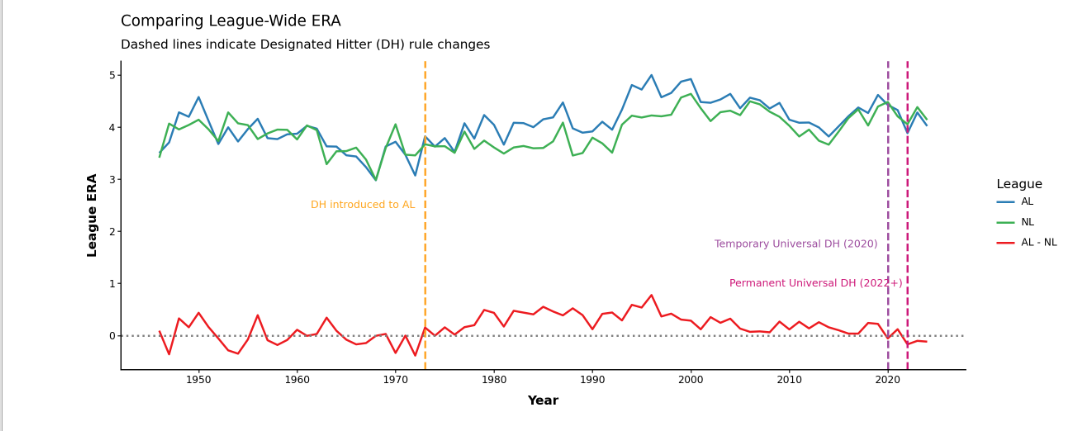 Comparing League-Wide ERA
Dashed lines indicate Designated Hitter (DH) rule changes
5
4
3
2
1
0
League ERA
DH introduced to AL
Temporary Universal DH (2020)
Permanent Universal DH (2022+)
1950 1960 1970 1980 1990 2000 2010 2020
Year
League
AL
NL
AL - NL